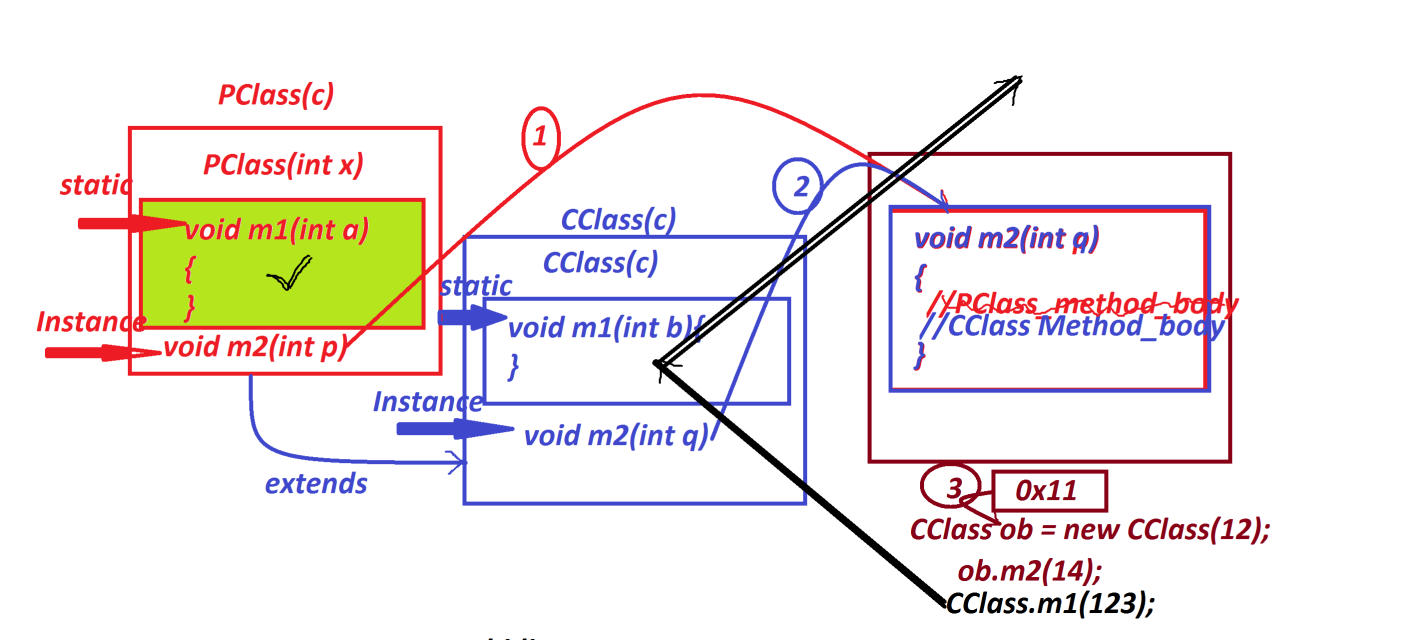 PClass(c)
PClass(int x)
static
void m1(int a)
{
}
Instance
void m2(int p)
extends
1
CClass(c)
CClass(c)
static
void m1(int b){
}
Instance
void m2(int q)
2
void m2(int q)
{
//PClass_method_body
//CClass Method_body
}
3
0x11
CClass ob = new CClass(12);
ob.m2(14);
CClass.m1(123);